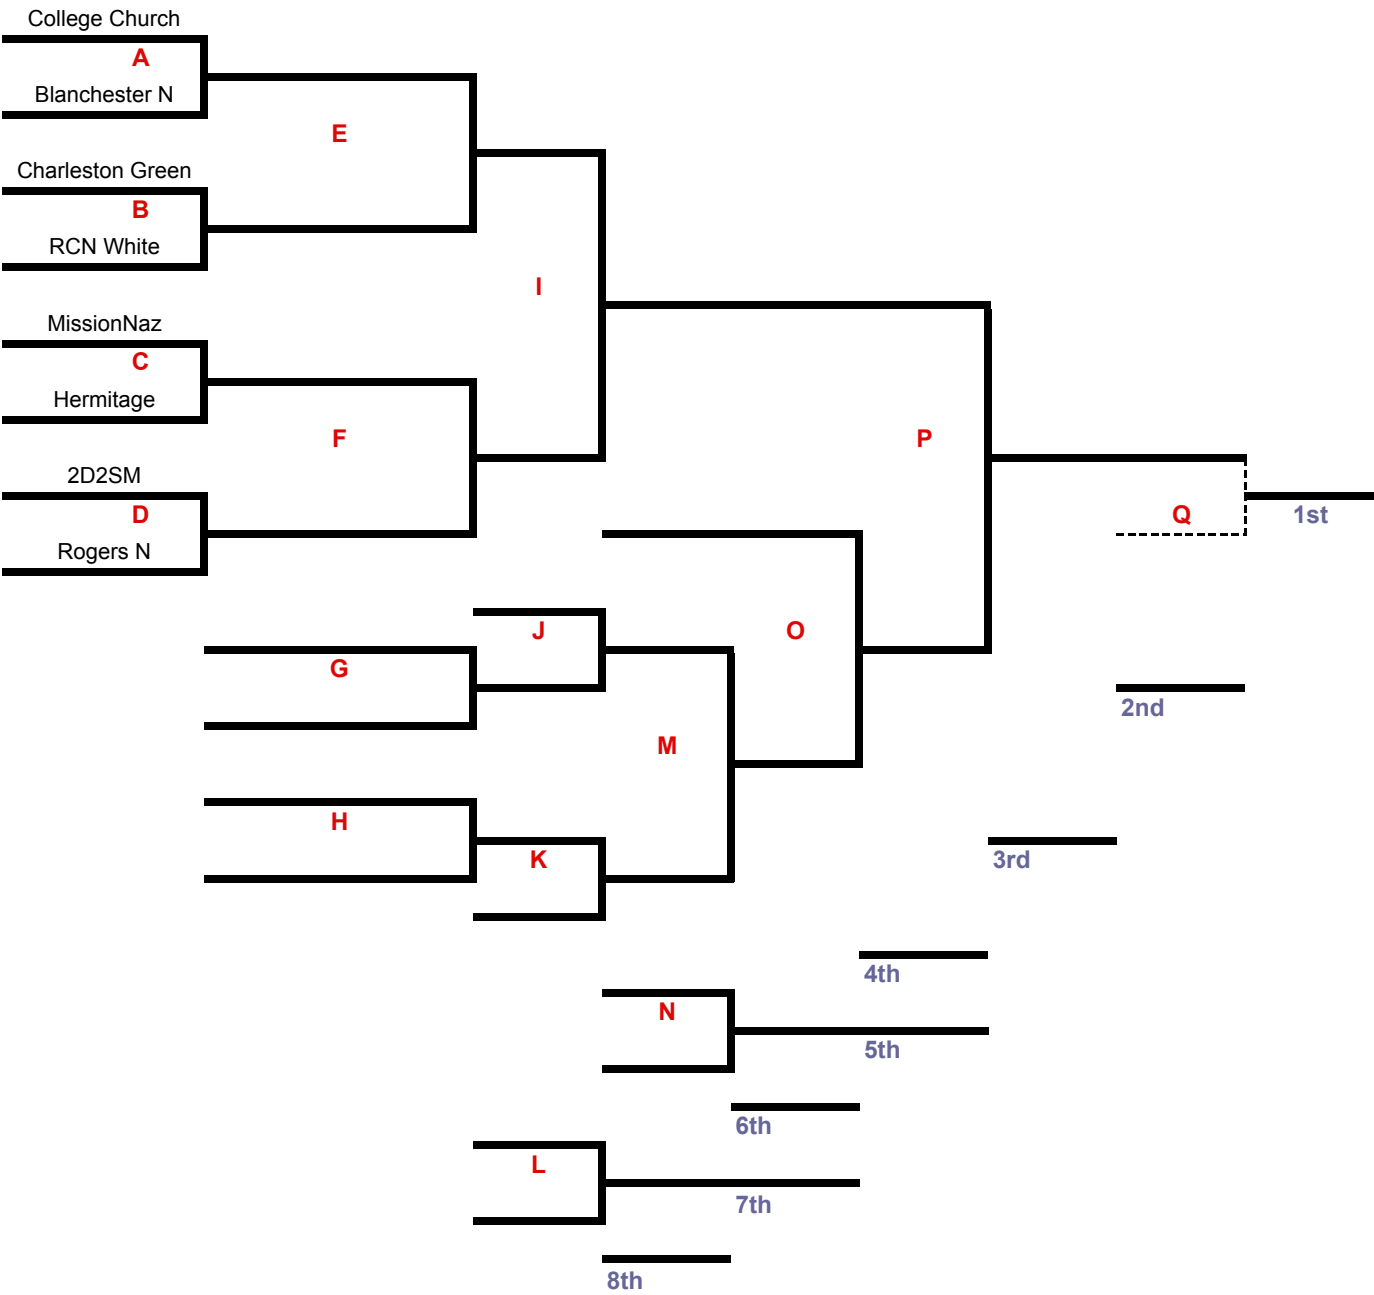 College Church
A
Blanchester N
E
Charleston Green
B
RCN White
I
MissionNaz
C
Hermitage
F
P
2D2SM
D
Q
1st
Rogers N
J
O
G
2nd
M
H
K
3rd
4th
N
5th
6th
L
7th
8th